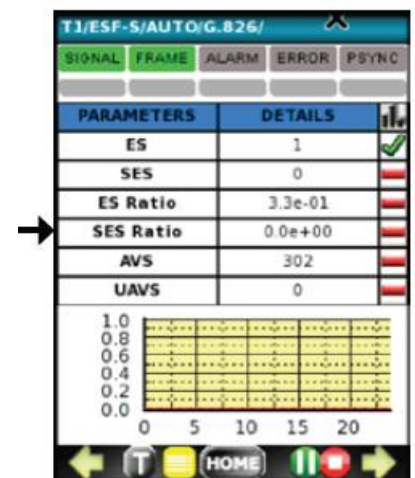 T1/ESF-S/AUTO/G.826/
SIGNAL FRAME ALARM ERROR PSYNC
PARAMETERS DETAILS
ES 1
SES 0
ES Ratio 3.3e-01
SES Ratio 0.0e+00
AVS 302
UAVS 0
1.0
0.8
0.6
0.4
0.2
0.0
0 5 10 15 20
T HOME